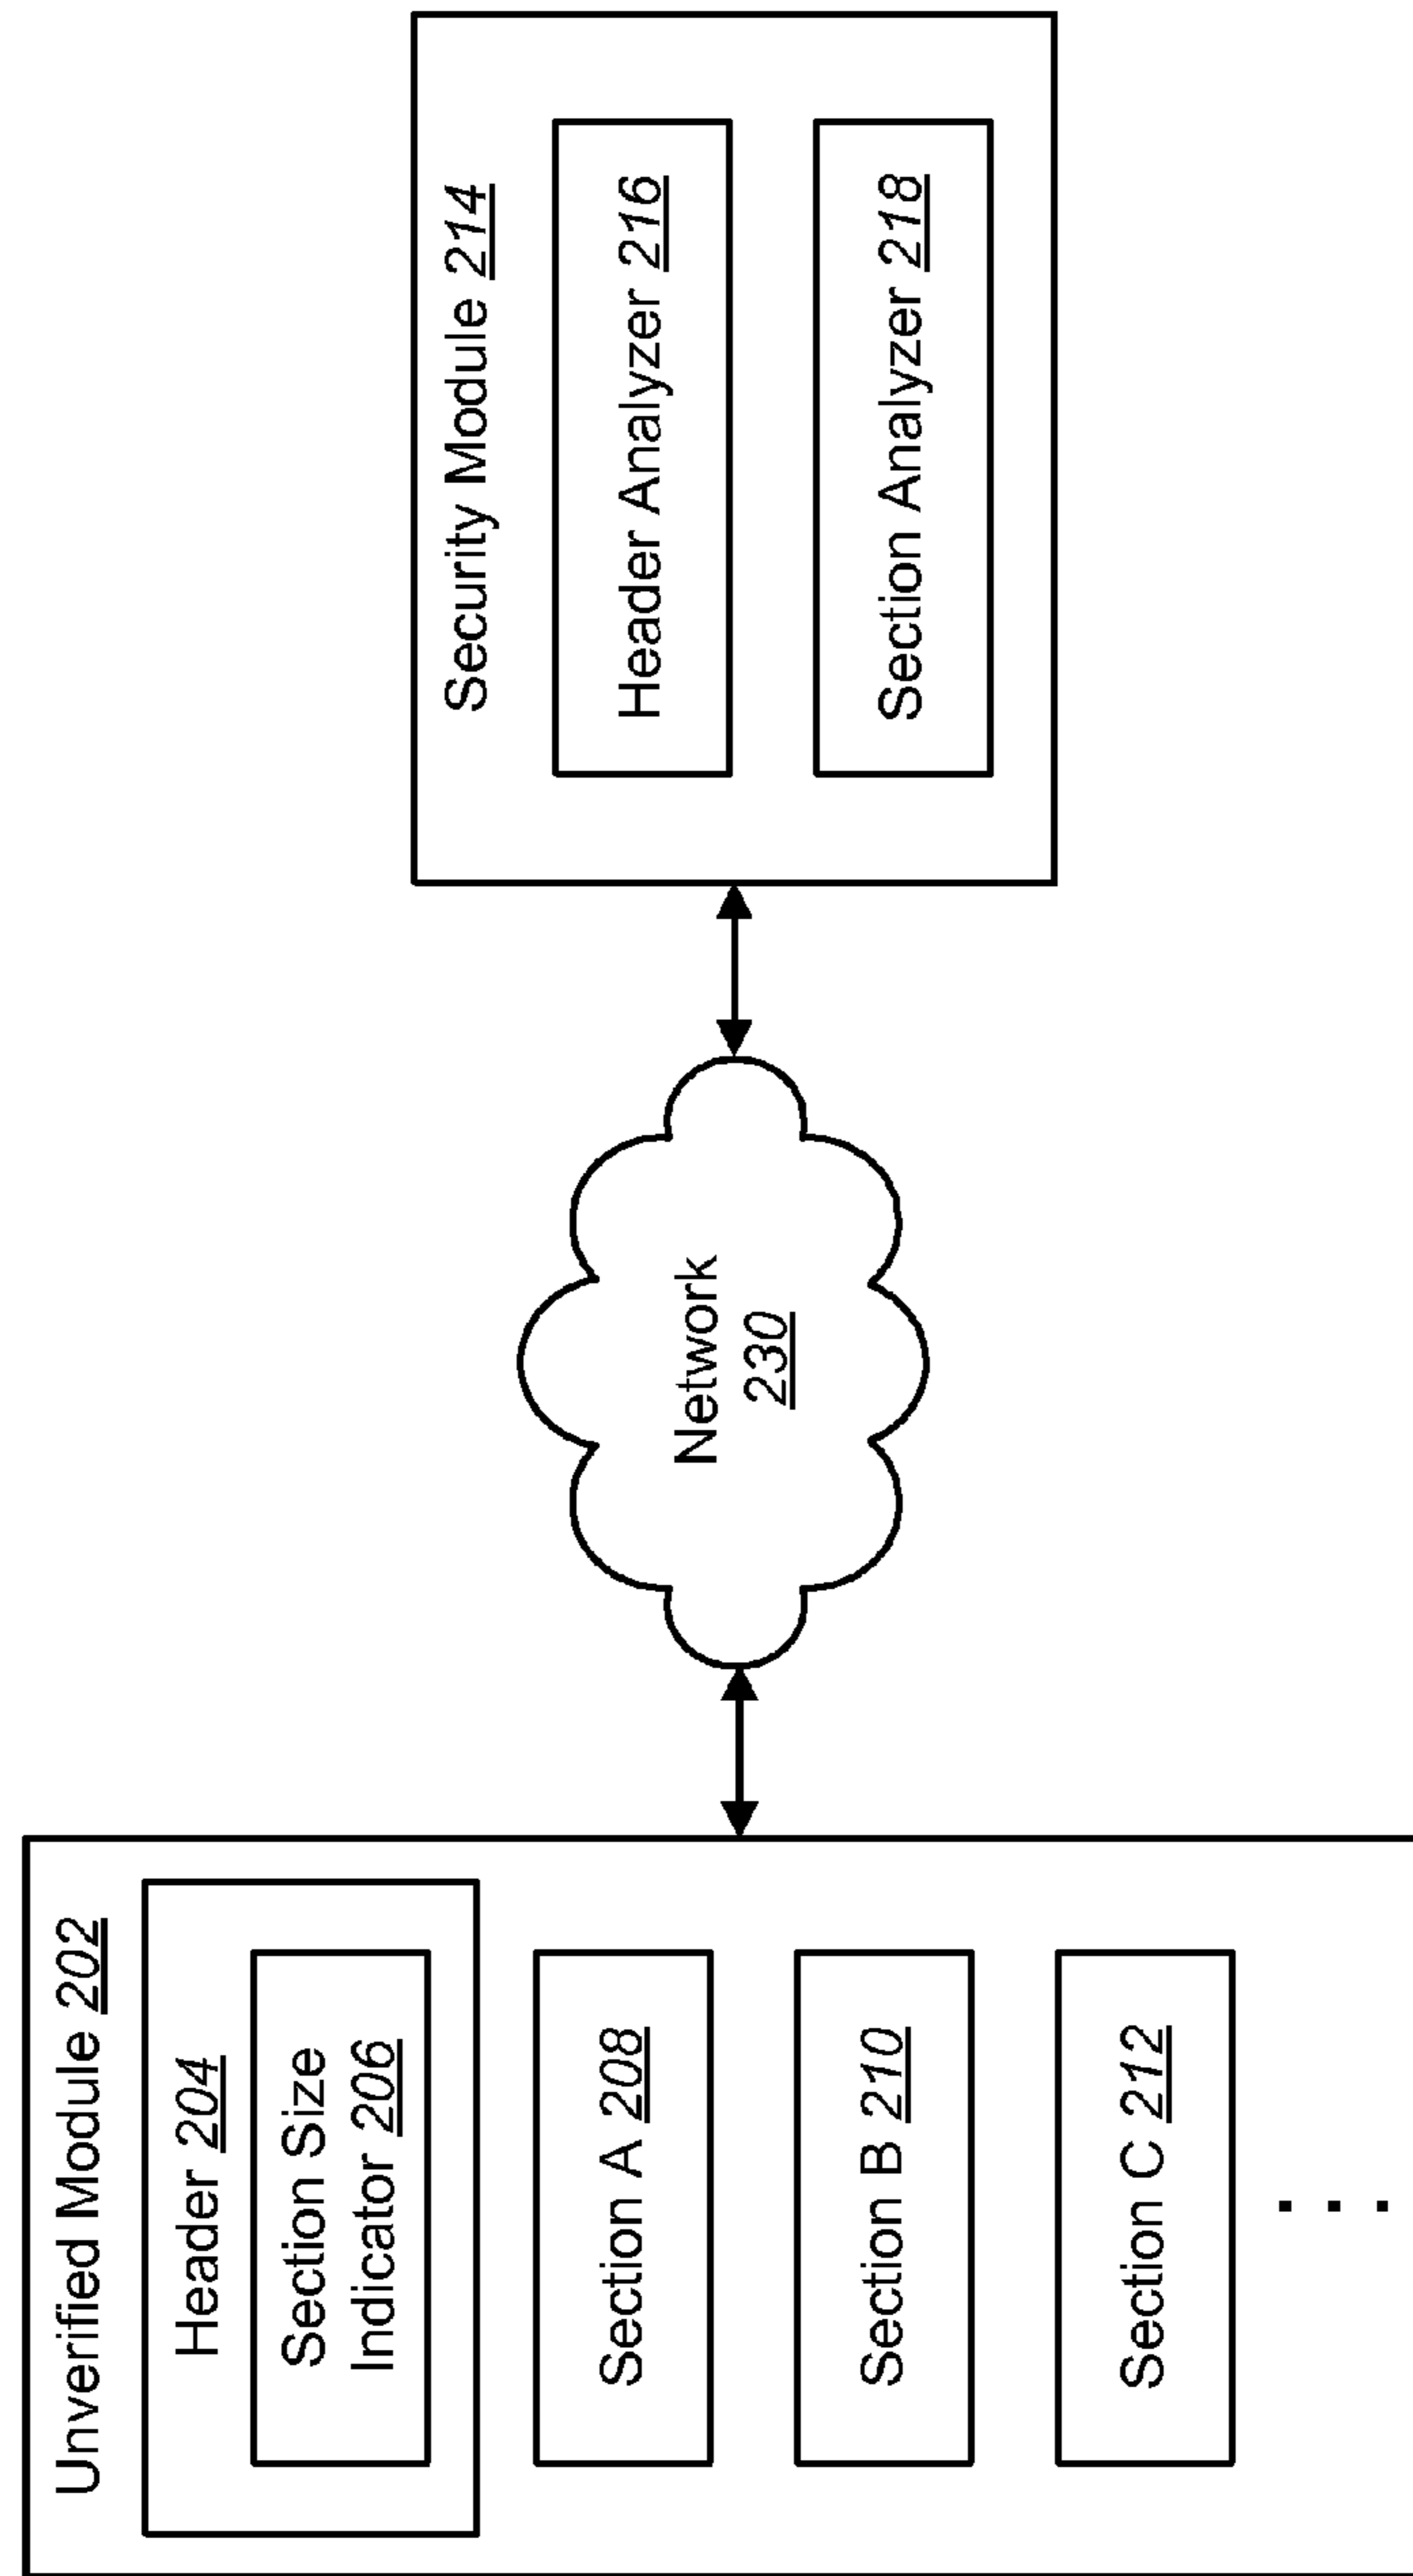 Unverified Module 202
Header 204
Section Size
Indicator 206
Section A 208
Section B 210
Section C 212
. . .
Network
230
Security Module 214
Header Analyzer 216
Section Analyzer 218